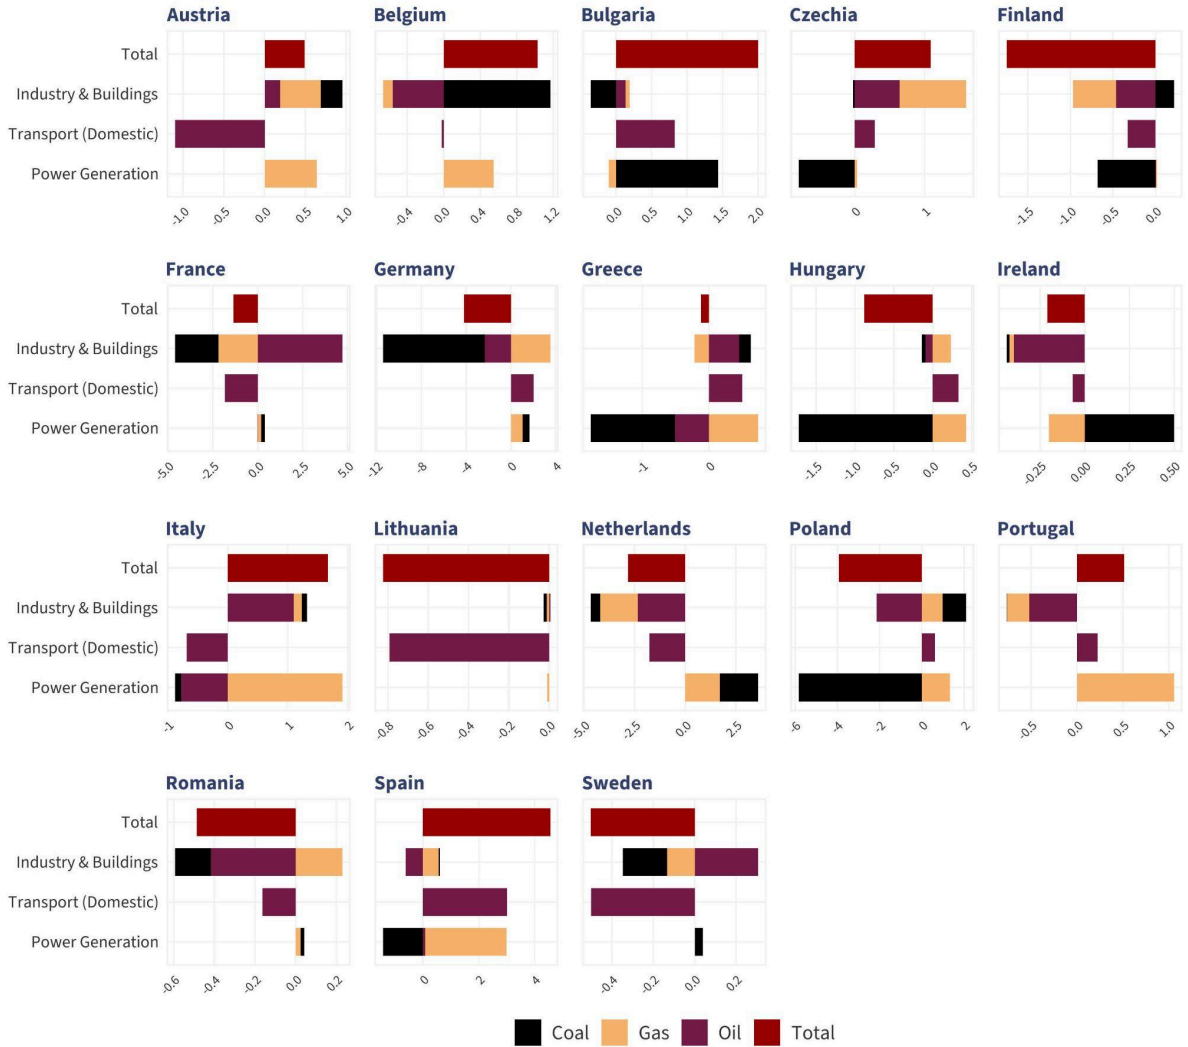 Austria Belgium Bulgaria Czechia Finland
Total
Industry & Buildings
Transport (Domestic)
Power Generation
-1.0 -0.5 0.0 0.5 1.0 -0.4 0.0 0.4 0.8 1.2 0.0 0.5 1.0 1.5 2.0 0 1 -1.5 -1.0 -0.5 0.0
France Germany Greece Hungary Ireland
Total
Industry & Buildings
Transport (Domestic)
Power Generation
-5.0 -2.5 0.0 2.5 5.0 -12 -8 -4 0 4 -1 0 -1.5 -1.0 -0.5 0.0 0.5 -0.25 0.00 0.25 0.50
Italy Lithuania Netherlands Poland Portugal
Total
Industry & Buildings
Transport (Domestic)
Power Generation
-1 0 1 2 -0.8 -0.6 -0.4 -0.2 0.0 -5.0 -2.5 0.0 2.5 -6 -4 -2 0 2 -0.5 0.0 0.5 1.0
Romania Spain Sweden
Total
Industry & Buildings
Transport (Domestic)
Power Generation
-0.6 -0.4 -0.2 0.0 0.2 0 2 4 -0.4 -0.2 0.0 0.2
Coal Gas Oil Total